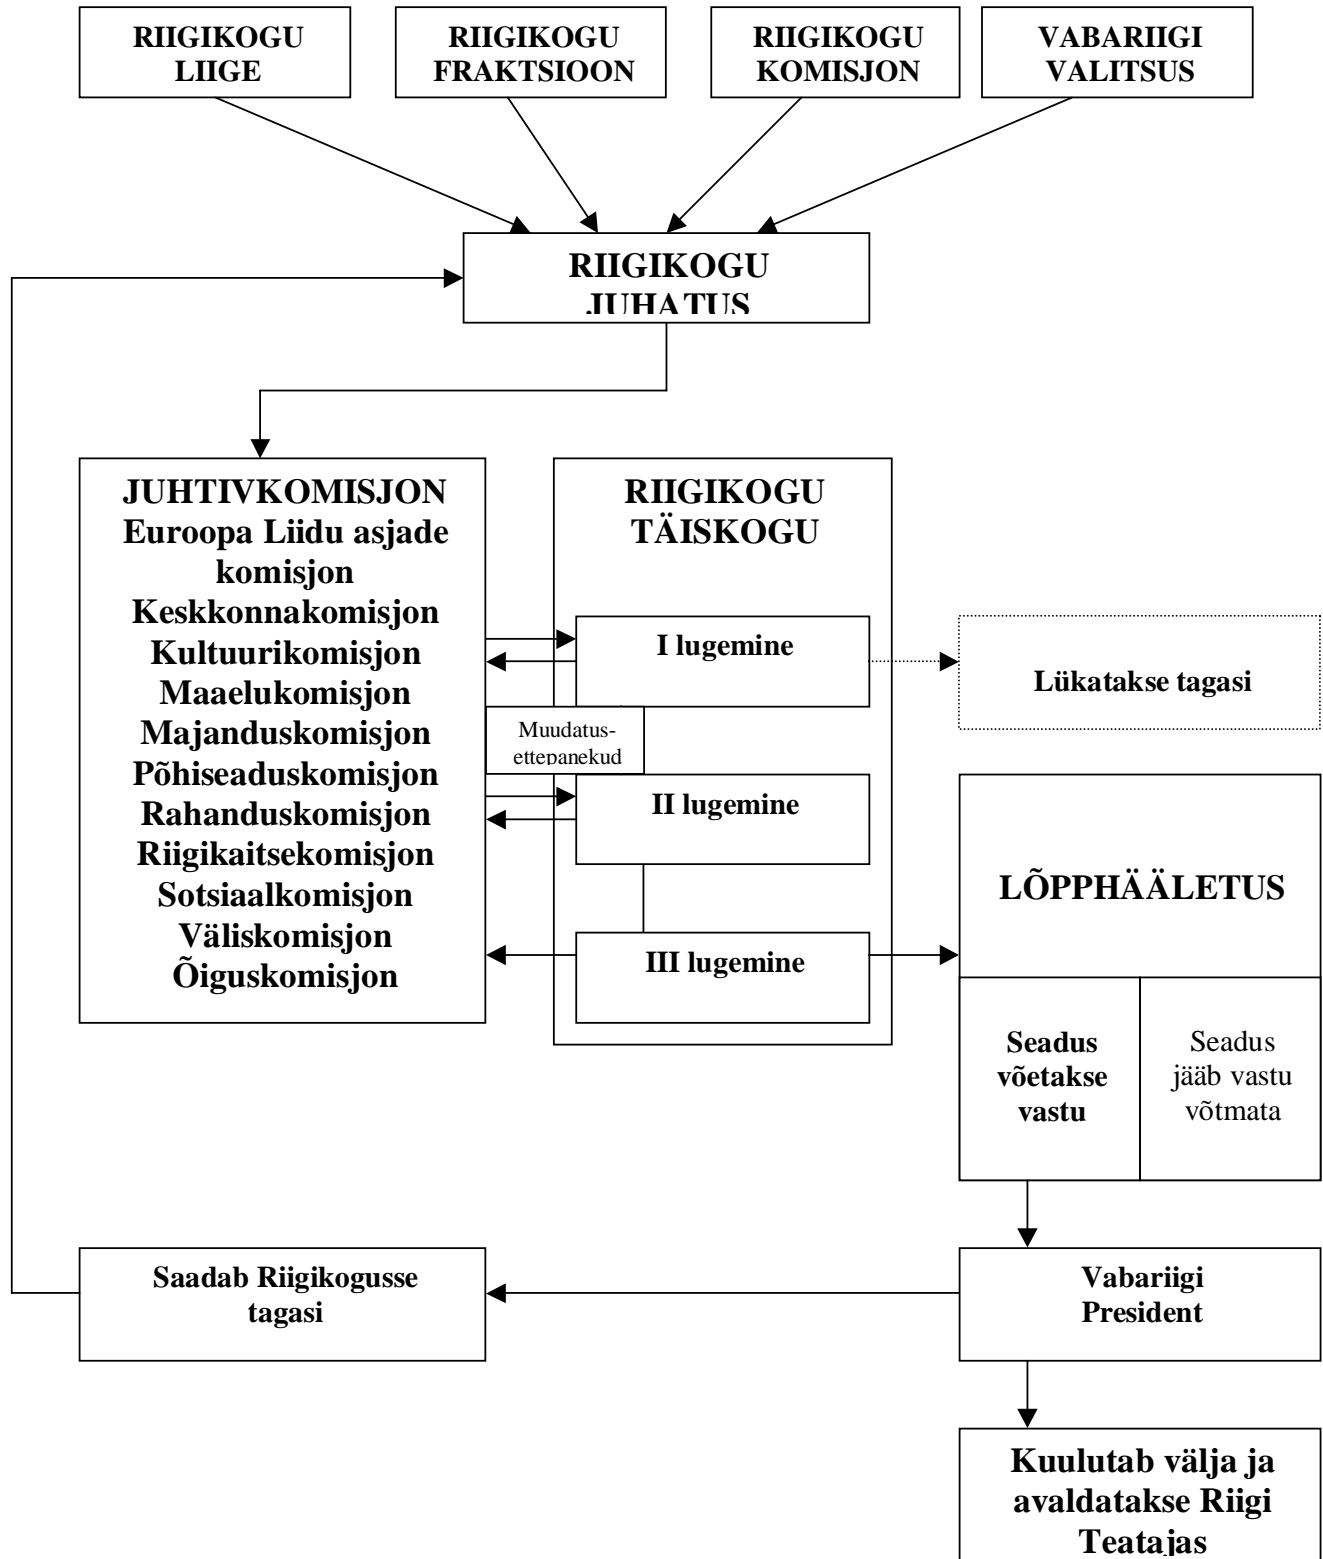 RIIGIKOGU
LIIGE
RIIGIKOGU
FRAKTSIOON
RIIGIKOGU
KOMISJON
VABARIIGI
VALITSUS
RIIGIKOGU
JUHATUS
JUHTIVKOMISJON
Euroopa Liidu asjade
komisjon
Keskkonnakomisjon
Kultuurikomisjon
Maaelukomisjon
Majanduskomisjon
Põhiseaduskomisjon
Rahanduskomisjon
Riigikaitsekomisjon
Sotsiaalkomisjon
Väliskomisjon
Õiguskomisjon
RIIGIKOGU
TÄISKOGU
I lugemine
Muudatus-
ettepanekud
II lugemine
III lugemine
Lükatakse tagasi
LÕPPHÄÄLETUS
Seadus
võetakse
vastu
Seadus
jääb vastu
võtmata
Saadab Riigikogusse
tagasi
Vabariigi
President
Kuulutab välja ja
avaldatakse Riigi
Teatajas